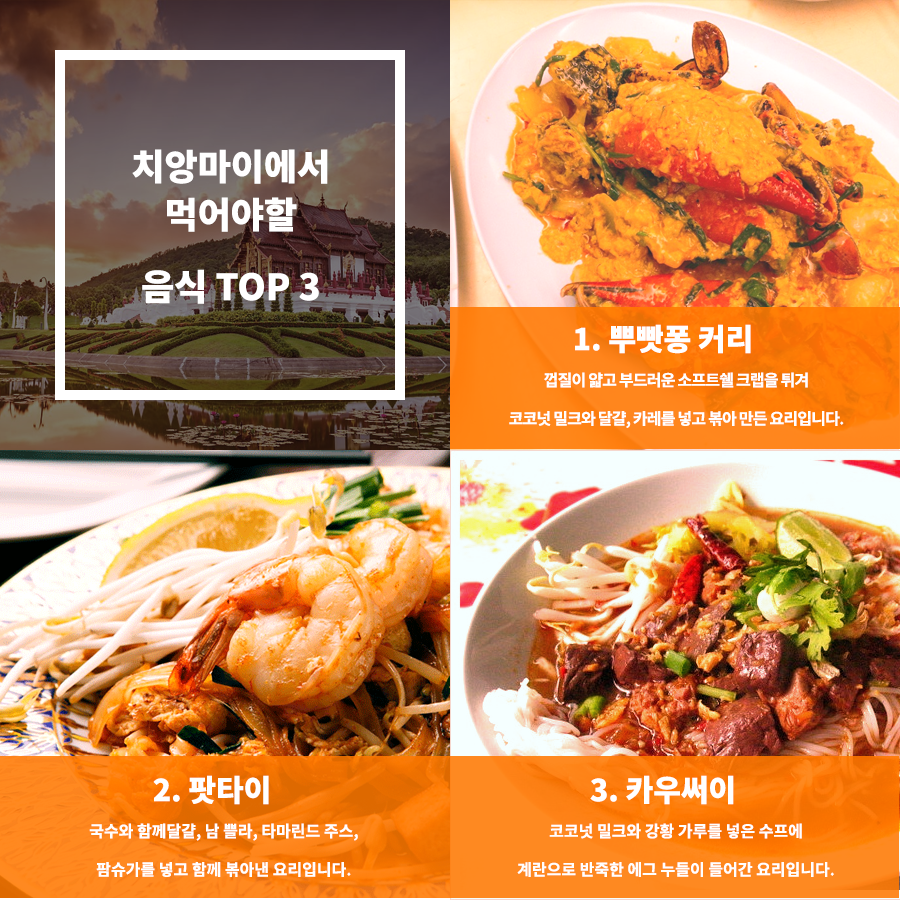 치앙마이에서
먹어야할
음식 TOP 3
1. 뿌빳퐁 커리
껍질이 얇고 부드러운 소프트쉘 크랩을 튀겨
코코넛 밀크와 달걀, 카레를 넣고 볶아 만든 요리입니다.
2. 팟타이
국수와 함께달걀, 남 쁠라, 타마린드 주스,
팜슈가를 넣고 함께 볶아낸 요리입니다.
3. 카우써이
코코넛 밀크와 강황 가루를 넣은 수프에
계란으로 반죽한 에그 누들이 들어간 요리입니다.